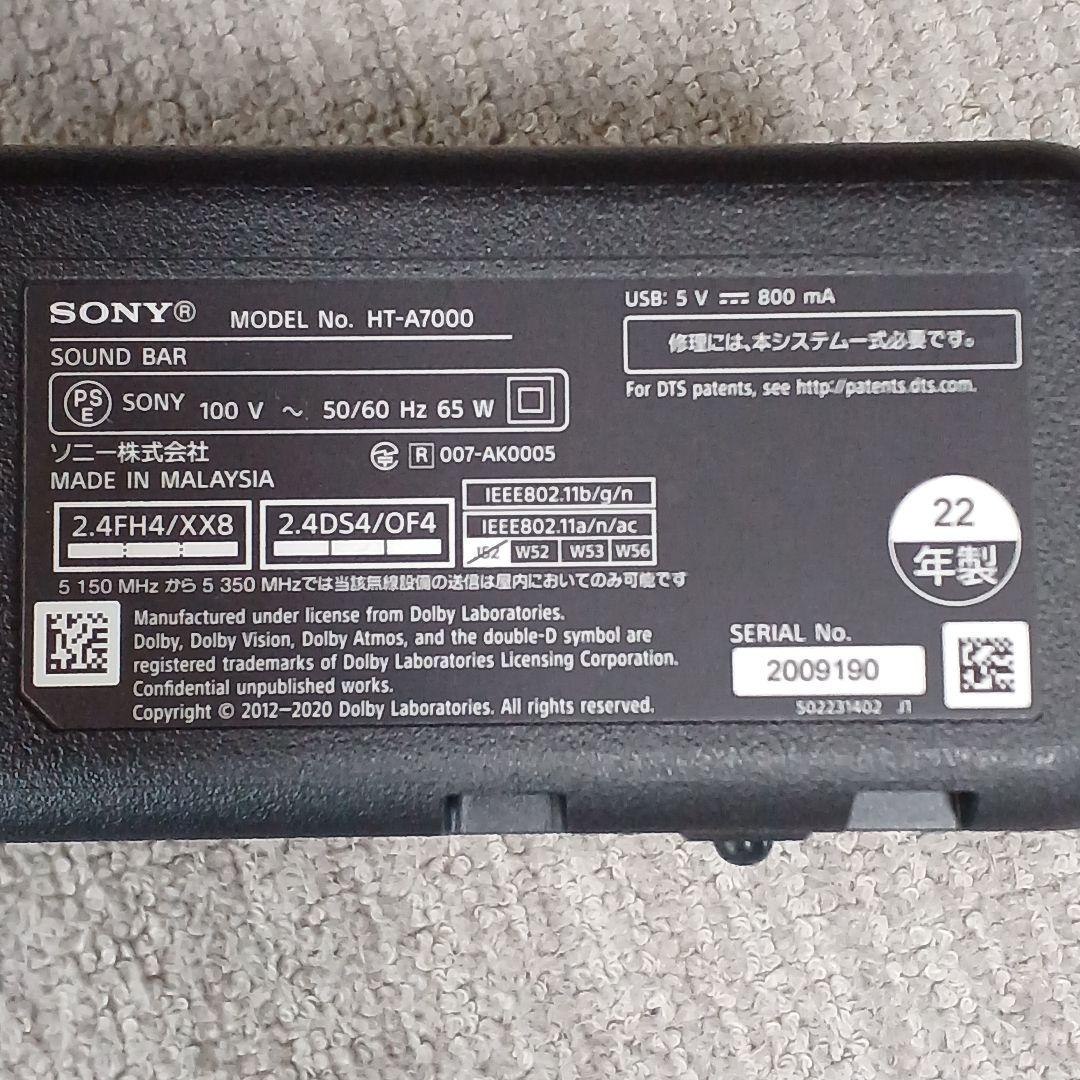 SONY®
MODEL No. HT-A7000
SOUND BAR
PSE SONY 100 V ～ 50/60 Hz 65 W
ソニー株式会社
R 007-AK0005
MADE IN MALAYSIA
2.4FH4/XX8
2.4DS4/OF4
IEEE802.11b/g/n
IEEE802.11a/n/ac
J52 W52 W53 W56
5 150 MHz から 5 350 MHzでは当該無線設備の送信は屋内においてのみ可能です
Manufactured under license from Dolby Laboratories.
Dolby, Dolby Vision, Dolby Atmos, and the double-D symbol are
registered trademarks of Dolby Laboratories Licensing Corporation.
Confidential unpublished works.
Copyright © 2012–2020 Dolby Laboratories. All rights reserved.
USB: 5 V ⎓ 800 mA
修理には、本システム一式必要です。
For DTS patents, see http://patents.dts.com.
22
年製
SERIAL No.
2009190
502231402 J1